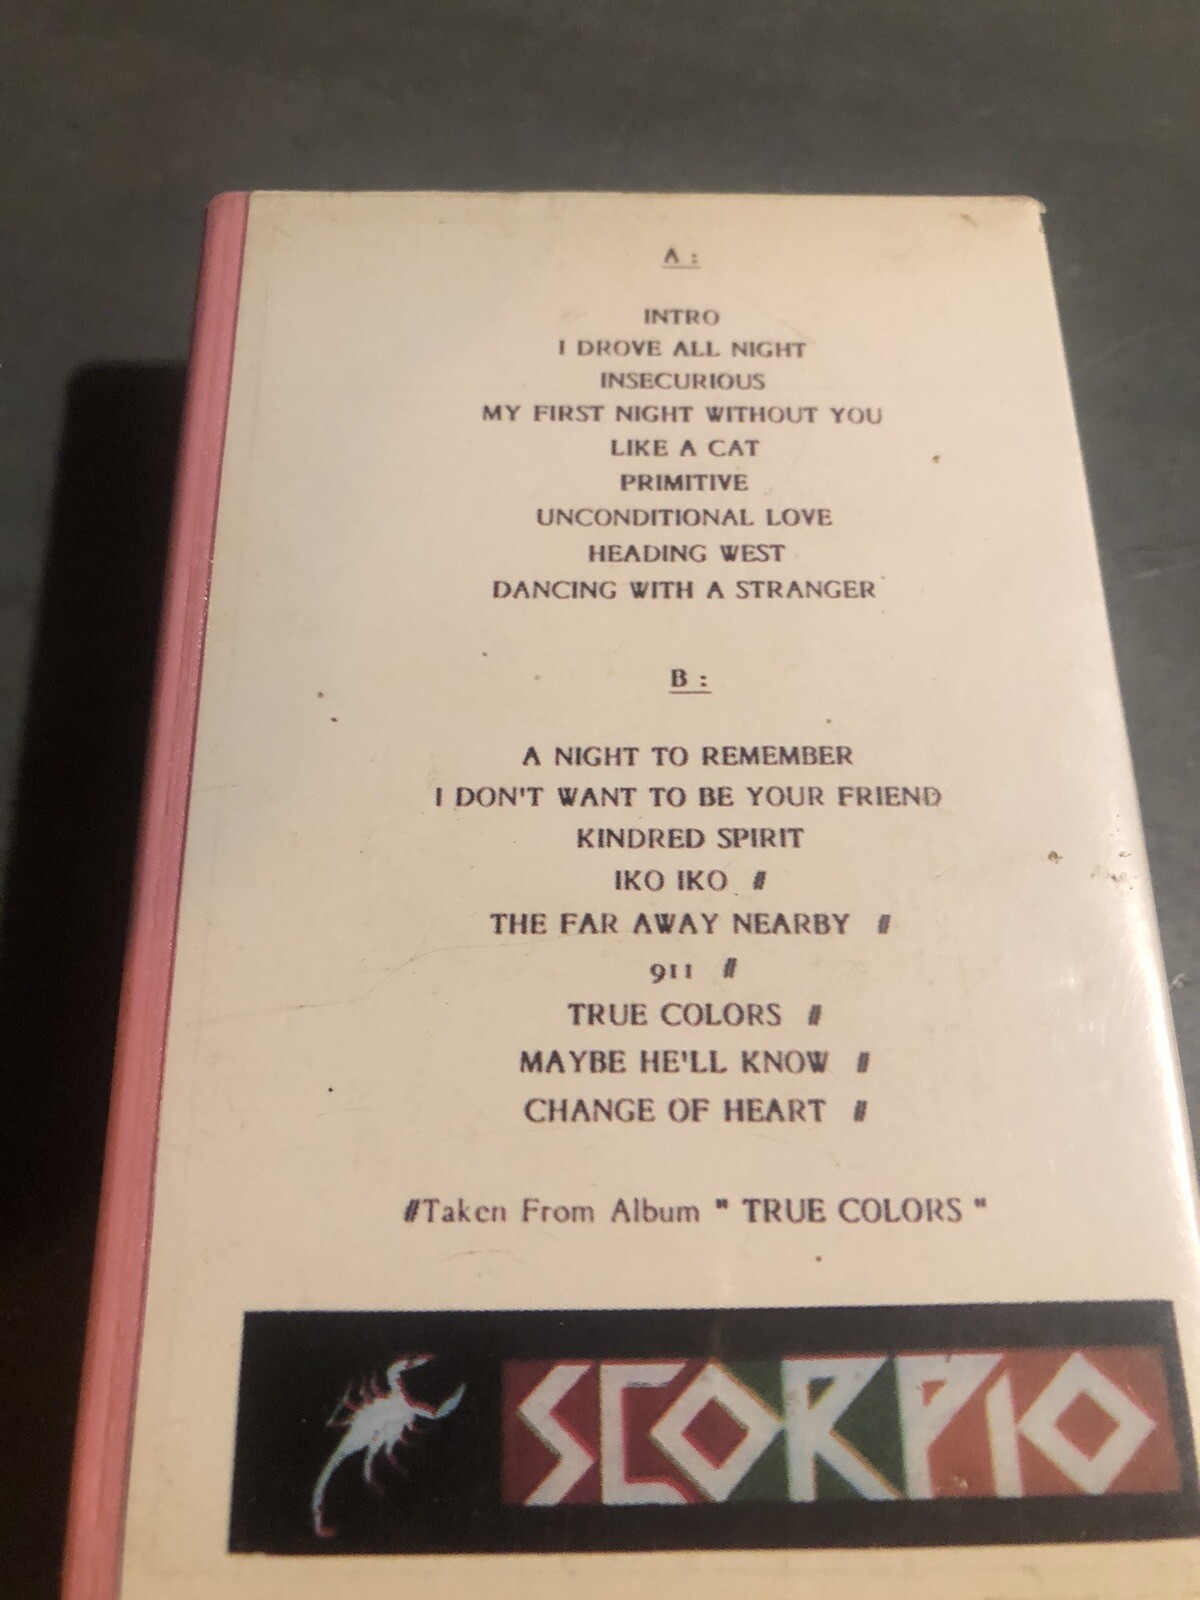 A :
INTRO
I DROVE ALL NIGHT
INSECURIOUS
MY FIRST NIGHT WITHOUT YOU
LIKE A CAT
PRIMITIVE
UNCONDITIONAL LOVE
HEADING WEST
DANCING WITH A STRANGER
B :
A NIGHT TO REMEMBER
I DON'T WANT TO BE YOUR FRIEND
KINDRED SPIRIT
IKO IKO #
THE FAR AWAY NEARBY #
911 #
TRUE COLORS #
MAYBE HE'LL KNOW #
CHANGE OF HEART #
#Taken From Album " TRUE COLORS "
SCORPIO